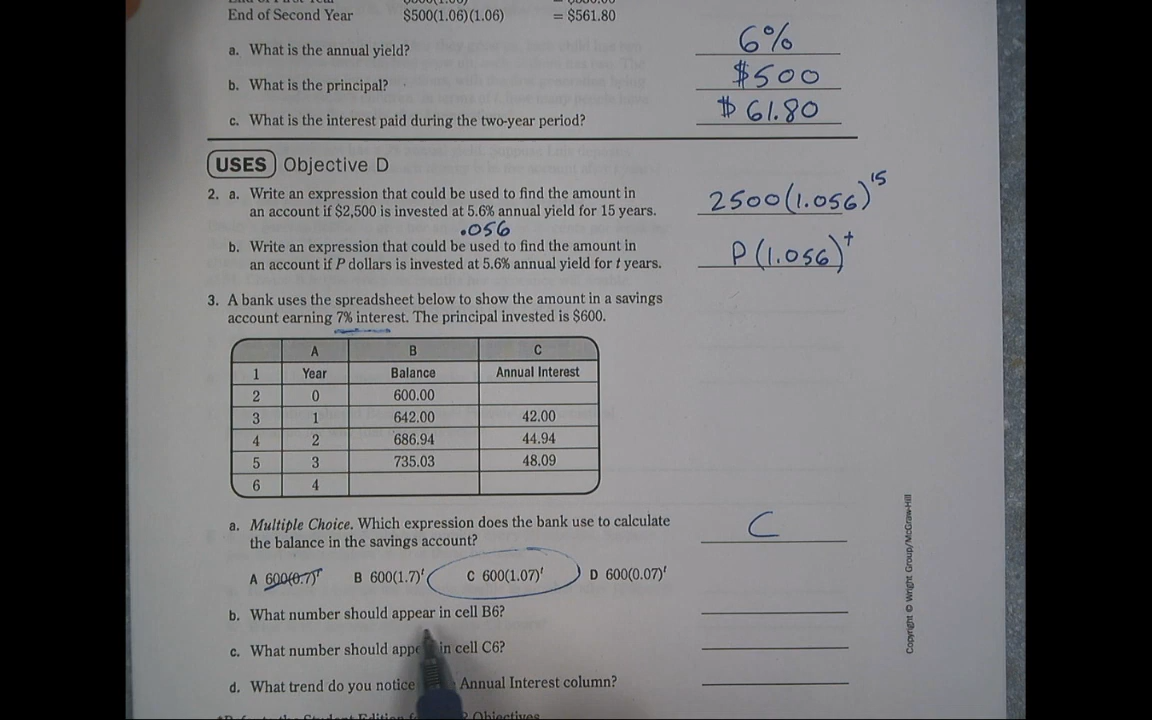 End of Second Year $500(1.06)(1.06) = $561.80
a. What is the annual yield? 6%
b. What is the principal? $500
c. What is the interest paid during the two-year period? $ 61.80
USES Objective D
2. a. Write an expression that could be used to find the amount in
an account if $2,500 is invested at 5.6% annual yield for 15 years. 2500(1.056)^15
.056
b. Write an expression that could be used to find the amount in
an account if P dollars is invested at 5.6% annual yield for t years. P(1.056)^t
3. A bank uses the spreadsheet below to show the amount in a savings
account earning 7% interest. The principal invested is $600.
A B C
1 Year Balance Annual Interest
2 0 600.00
3 1 642.00 42.00
4 2 686.94 44.94
5 3 735.03 48.09
6 4
a. Multiple Choice. Which expression does the bank use to calculate
the balance in the savings account? C
A 600(0.7)^t B 600(1.7)^t C 600(1.07)^t D 600(0.07)^t
b. What number should appear in cell B6?
c. What number should in cell C6?
d. What trend do you notice Annual Interest column?
Copyright © Wright Group/McGraw-Hill